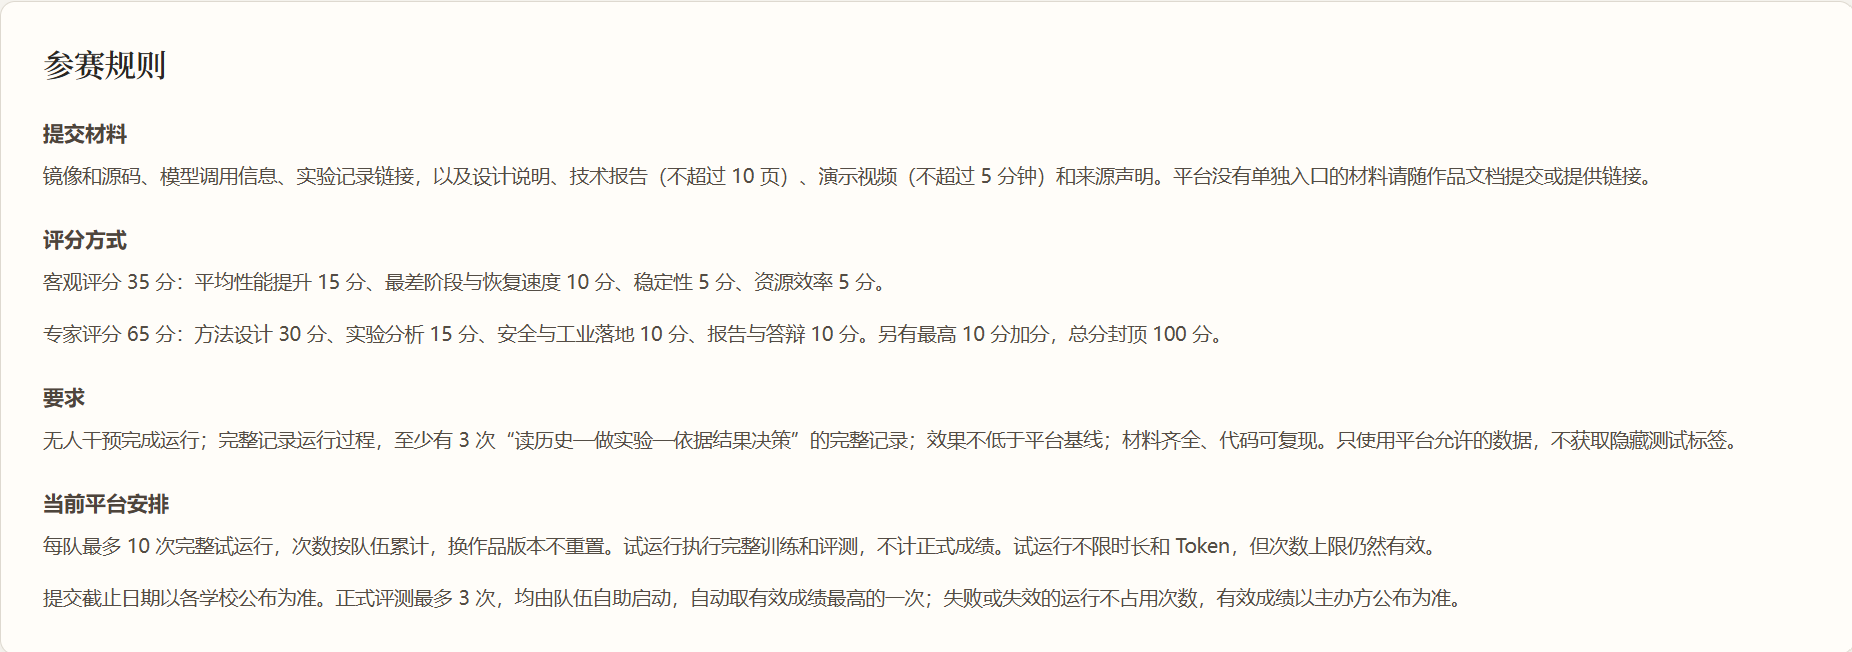 参赛规则
提交材料
镜像和源码、模型调用信息、实验记录链接，以及设计说明、技术报告（不超过 10 页）、演示视频（不超过 5 分钟）和来源声明。平台没有单独入口的材料请随作品文档提交或提供链接。
评分方式
客观评分 35 分：平均性能提升 15 分、最差阶段与恢复速度 10 分、稳定性 5 分、资源效率 5 分。
专家评分 65 分：方法设计 30 分、实验分析 15 分、安全与工业落地 10 分、报告与答辩 10 分。另有最高 10 分加分，总分封顶 100 分。
要求
无人干预完成运行；完整记录运行过程，至少有 3 次“读历史—做实验—依据结果决策”的完整记录；效果不低于平台基线；材料齐全、代码可复现。只使用平台允许的数据，不获取隐藏测试标签。
当前平台安排
每队最多 10 次完整试运行，次数按队伍累计，换作品版本不重置。试运行执行完整训练和评测，不计正式成绩。试运行不限时长和 Token，但次数上限仍然有效。
提交截止日期以各学校公布为准。正式评测最多 3 次，均由队伍自助启动，自动取有效成绩最高的一次；失败或失效的运行不占用次数，有效成绩以主办方公布为准。